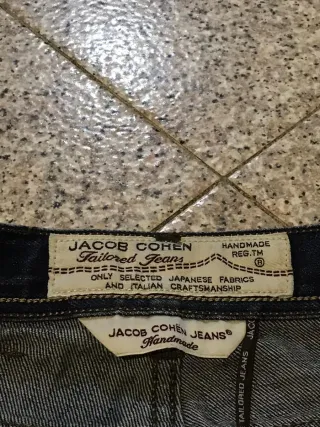 JACOB COHEN HANDMADE
Tailored Jeans REG.TM ®
ONLY SELECTED JAPANESE FABRICS
AND ITALIAN CRAFTSMANSHIP
JACOB COHEN JEANS®
Handmade
TAILORED JEANS
JAC